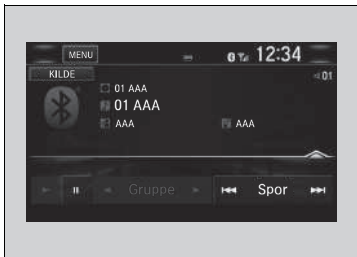 MENU
12:34
KILDE
01
01 AAA
01 AAA
AAA
AAA
Gruppe
Spor